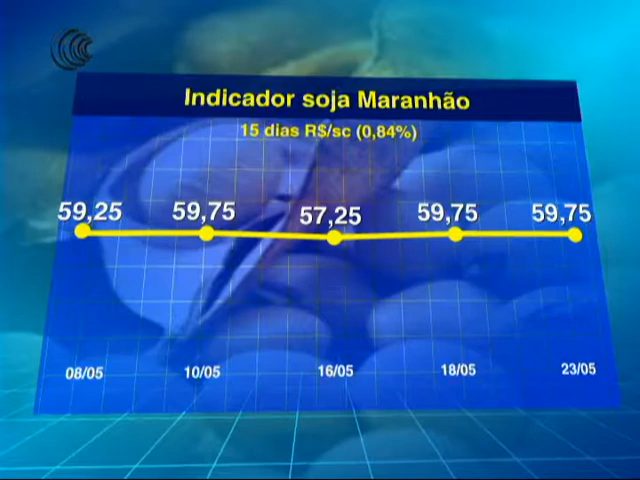 Indicador soja Maranhão
15 dias R$/sc (0,84%)
59,25 59,75 57,25 59,75 59,75
08/05 10/05 16/05 18/05 23/05